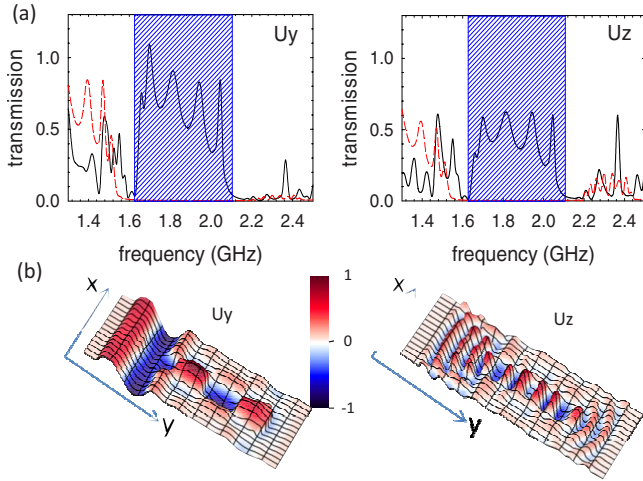 (a)
Uy
Uz
transmission
1.0
0.5
0.0
1.4 1.6 1.8 2.0 2.2 2.4
frequency (GHz)
transmission
1.0
0.5
0.0
1.4 1.6 1.8 2.0 2.2 2.4
frequency (GHz)
(b)
x
Uy
y
1
0
-1
x
Uz
y